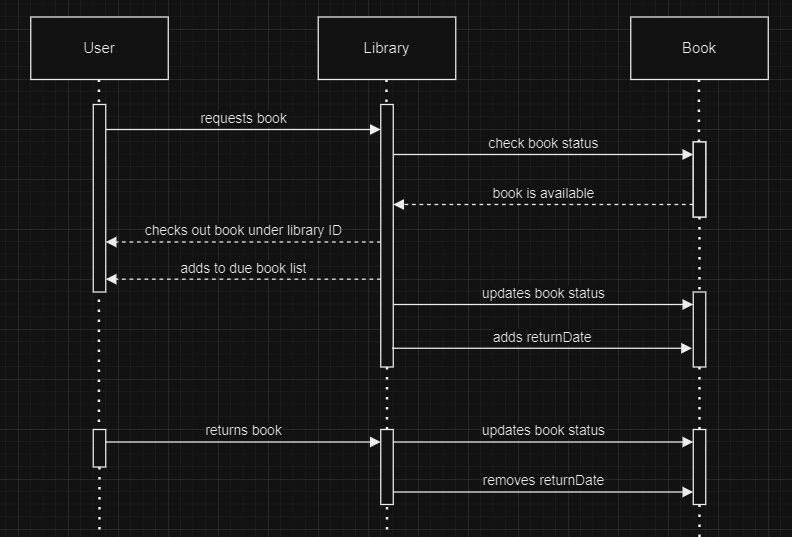 User
Library
Book
requests book
check book status
book is available
checks out book under library ID
adds to due book list
updates book status
adds returnDate
returns book
updates book status
removes returnDate